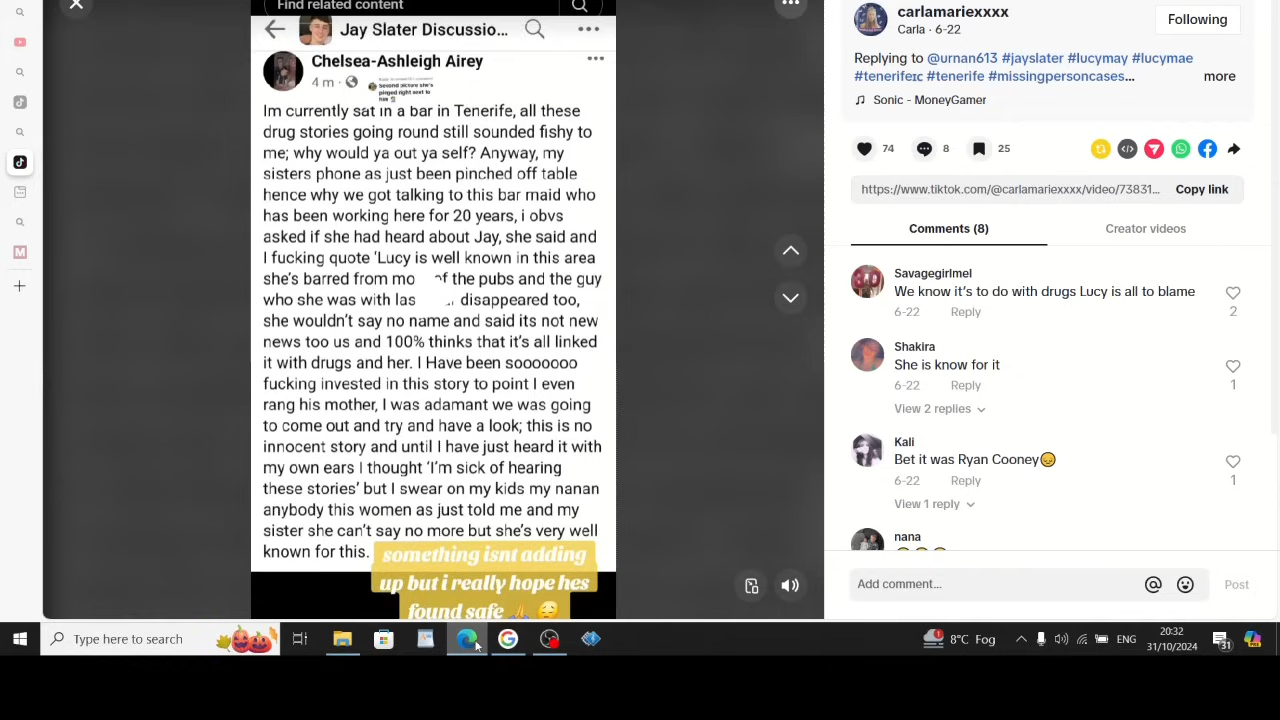 Find related content
Jay Slater Discussio...
Chelsea-Ashleigh Airey
4 m
Second picture she's
pinged right next to
him
Im currently sat in a bar in Tenerife, all these
drug stories going round still sounded fishy to
me; why would ya out ya self? Anyway, my
sisters phone as just been pinched off table
hence why we got talking to this bar maid who
has been working here for 20 years, i obvs
asked if she had heard about Jay, she said and
I fucking quote 'Lucy is well known in this area
she's barred from mo of the pubs and the guy
who she was with las disappeared too,
she wouldn't say no name and said its not new
news too us and 100% thinks that it's all linked
it with drugs and her. I Have been sooooooo
fucking invested in this story to point I even
rang his mother, I was adamant we was going
to come out and try and have a look; this is no
innocent story and until I have just heard it with
my own ears I thought 'I'm sick of hearing
these stories' but I swear on my kids my nanan
anybody this women as just told me and my
sister she can't say no more but she's very well
known for this.
something isnt adding
up but i really hope hes
found safe 🙏 😔
carlamariexxxx
Carla · 6-22
Following
Replying to @urnan613 #jayslater #lucymay #lucymae
#tenerife #tenerife #missingpersoncases... more
Sonic - MoneyGamer
74
8
25
https://www.tiktok.com/@carlamariexxxx/video/73831...
Copy link
Comments (8)
Creator videos
Savagegirlmel
We know it's to do with drugs Lucy is all to blame
6-22 Reply
2
Shakira
She is know for it
6-22 Reply
1
View 2 replies
Kali
Bet it was Ryan Cooney😔
6-22 Reply
1
View 1 reply
nana
Add comment...
Post
Type here to search
8°C Fog
ENG
20:32
31/10/2024
31